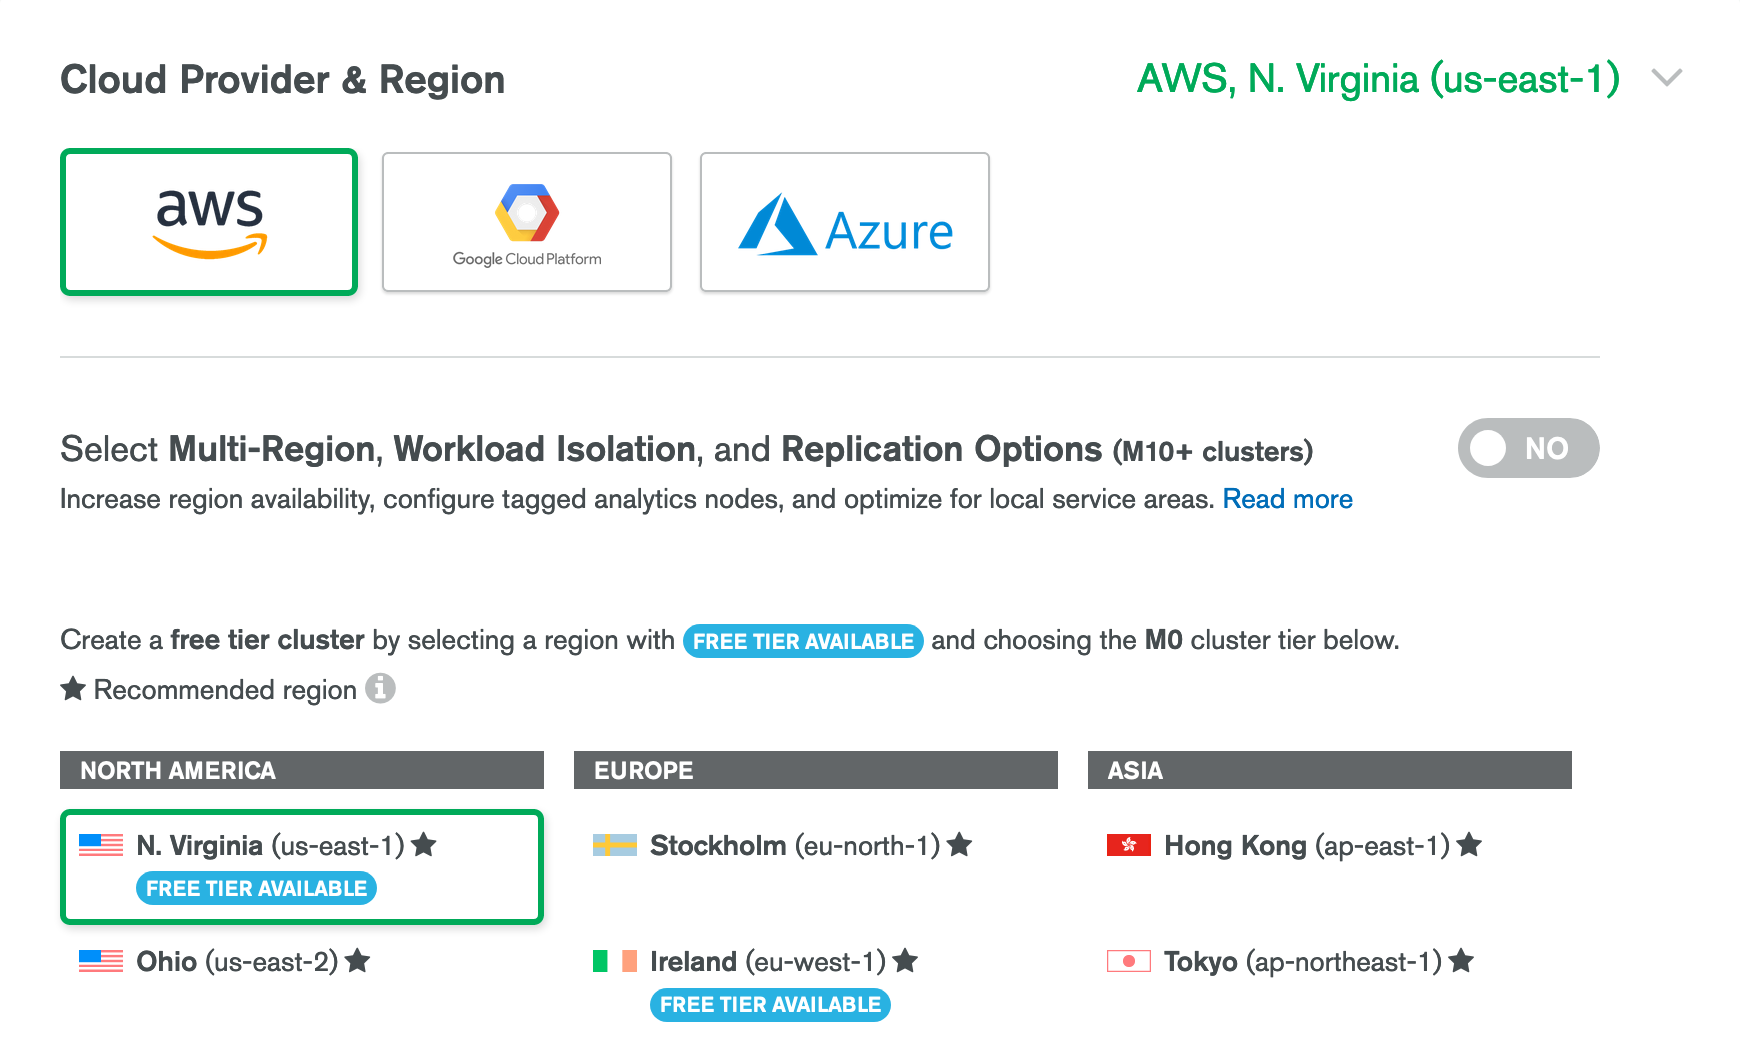 Cloud Provider & Region
AWS, N. Virginia (us-east-1)
aws
Google Cloud Platform
Azure
Select Multi-Region, Workload Isolation, and Replication Options (M10+ clusters)
NO
Increase region availability, configure tagged analytics nodes, and optimize for local service areas. Read more
Create a free tier cluster by selecting a region with FREE TIER AVAILABLE and choosing the M0 cluster tier below.
★ Recommended region
NORTH AMERICA
N. Virginia (us-east-1) ★
FREE TIER AVAILABLE
Ohio (us-east-2) ★
EUROPE
Stockholm (eu-north-1) ★
Ireland (eu-west-1) ★
FREE TIER AVAILABLE
ASIA
Hong Kong (ap-east-1) ★
Tokyo (ap-northeast-1) ★